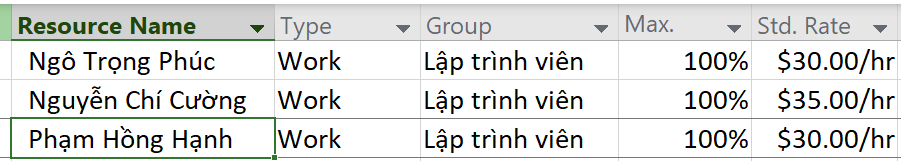 Resource Name Type Group Max. Std. Rate
Ngô Trọng Phúc Work Lập trình viên 100% $30.00/hr
Nguyễn Chí Cường Work Lập trình viên 100% $35.00/hr
Phạm Hồng Hạnh Work Lập trình viên 100% $30.00/hr